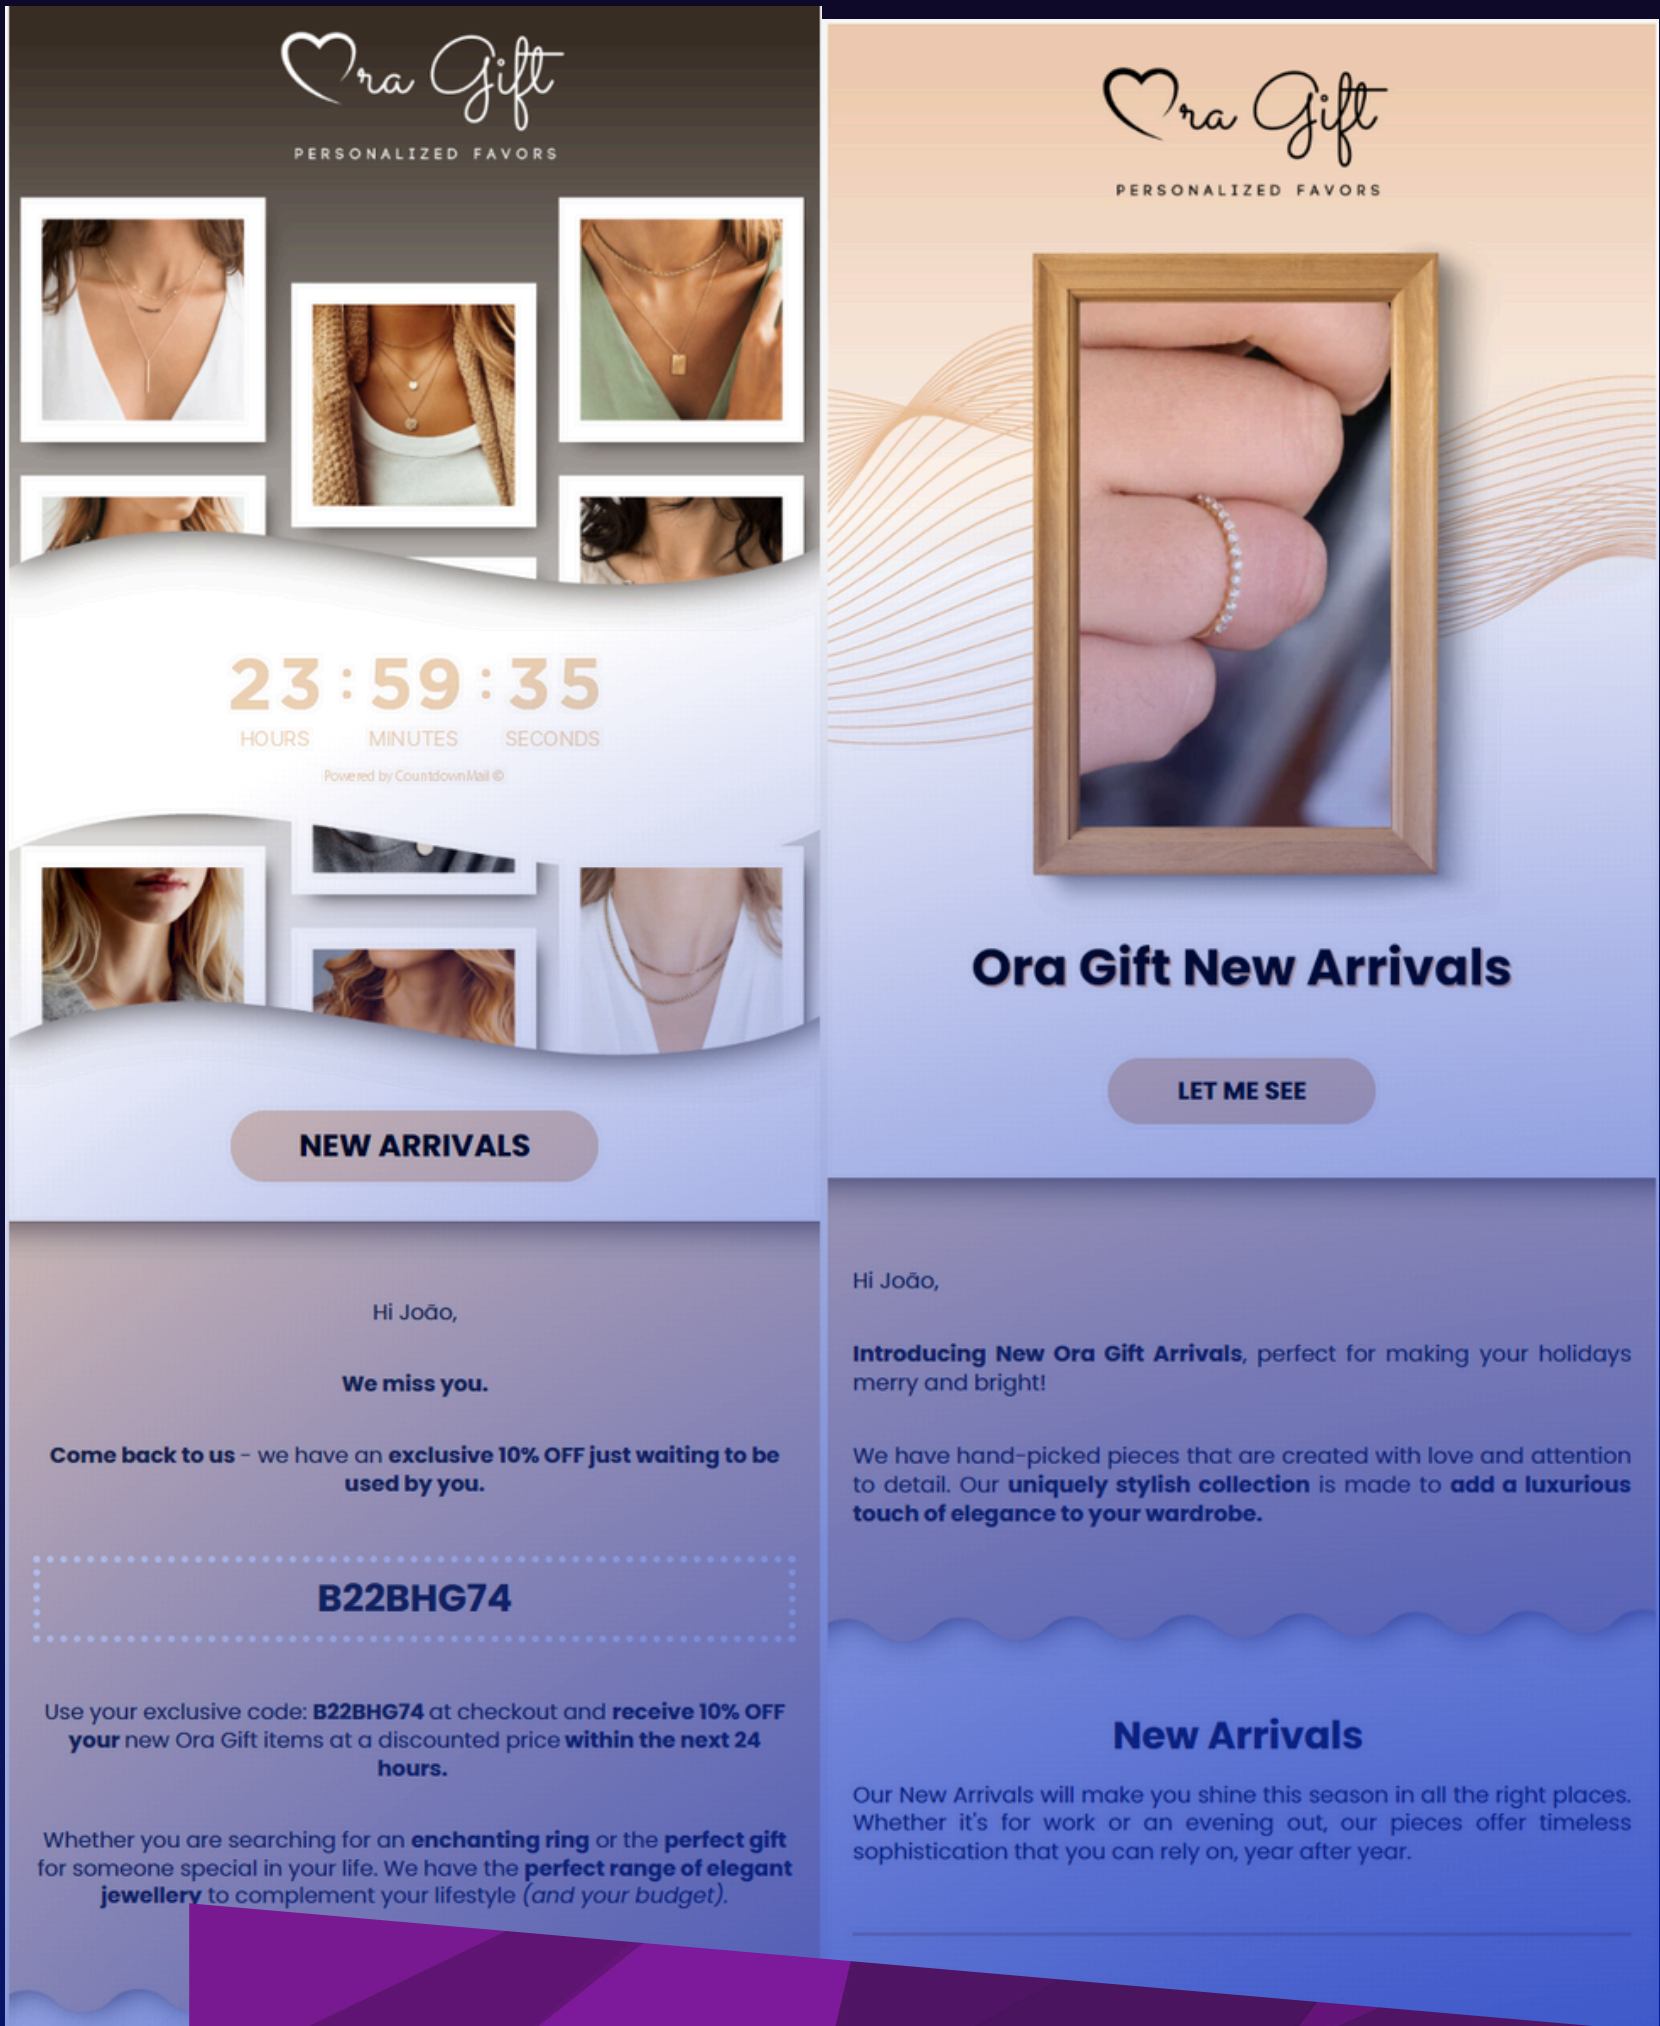 Ora Gift
PERSONALIZED FAVORS
23 : 59 : 35
HOURS MINUTES SECONDS
Powered by CountdownMail ©
NEW ARRIVALS
Hi João,
We miss you.
Come back to us - we have an exclusive 10% OFF just waiting to be
used by you.
B22BHG74
Use your exclusive code: B22BHG74 at checkout and receive 10% OFF
your new Ora Gift items at a discounted price within the next 24
hours.
Whether you are searching for an enchanting ring or the perfect gift
for someone special in your life. We have the perfect range of elegant
jewellery to complement your lifestyle (and your budget).
Ora Gift
PERSONALIZED FAVORS
Ora Gift New Arrivals
LET ME SEE
Hi João,
Introducing New Ora Gift Arrivals, perfect for making your holidays
merry and bright!
We have hand-picked pieces that are created with love and attention
to detail. Our uniquely stylish collection is made to add a luxurious
touch of elegance to your wardrobe.
New Arrivals
Our New Arrivals will make you shine this season in all the right places.
Whether it's for work or an evening out, our pieces offer timeless
sophistication that you can rely on, year after year.